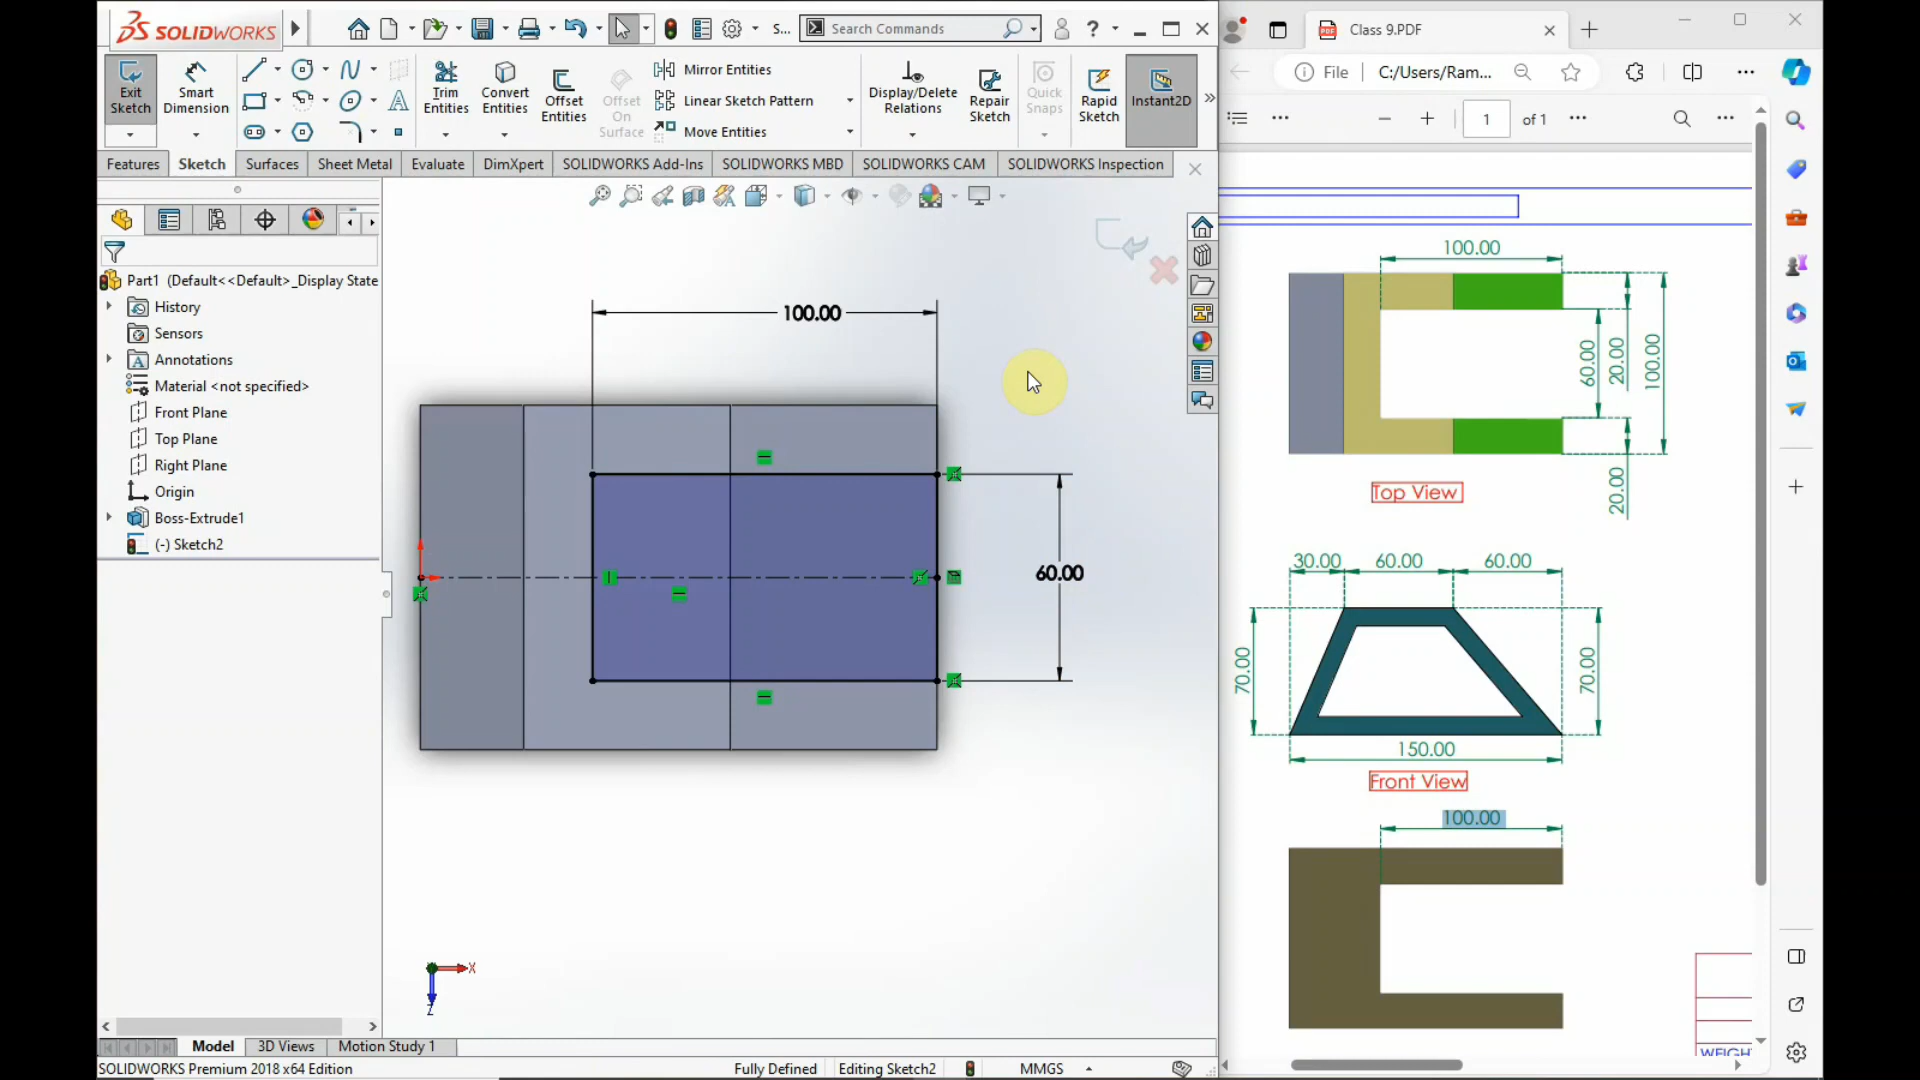 SOLIDWORKS
S...
Search Commands
?
Exit Sketch
Smart Dimension
Trim Entities
Convert Entities
Offset Entities
Offset On Surface
Mirror Entities
Linear Sketch Pattern
Move Entities
Display/Delete Relations
Repair Sketch
Quick Snaps
Rapid Sketch
Instant2D
Features
Sketch
Surfaces
Sheet Metal
Evaluate
DimXpert
SOLIDWORKS Add-Ins
SOLIDWORKS MBD
SOLIDWORKS CAM
SOLIDWORKS Inspection
Part1 (Default<<Default>_Display State
History
Sensors
Annotations
Material <not specified>
Front Plane
Top Plane
Right Plane
Origin
Boss-Extrude1
(-) Sketch2
100.00
60.00
X
Z
Model
3D Views
Motion Study 1
SOLIDWORKS Premium 2018 x64 Edition
Fully Defined
Editing Sketch2
MMGS
Class 9.PDF
File
C:/Users/Ram...
1
of 1
100.00
60.00
20.00
100.00
20.00
Top View
30.00
60.00
60.00
70.00
70.00
150.00
Front View
100.00